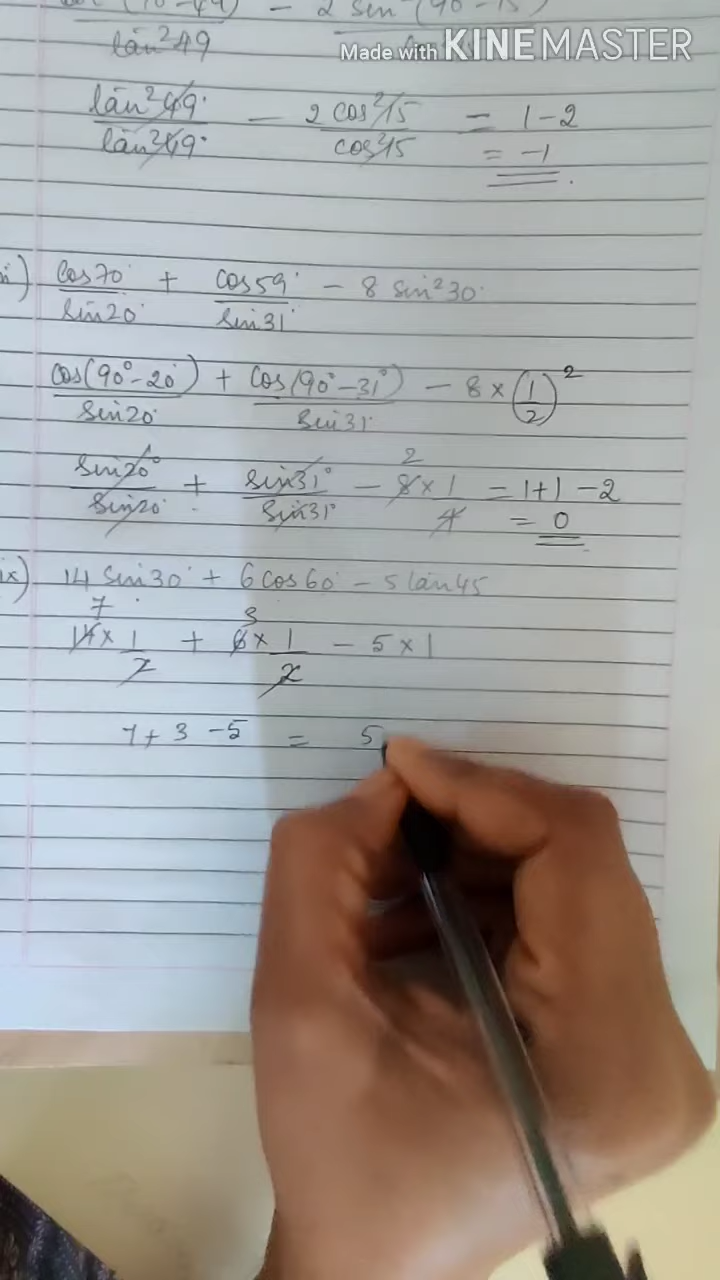 Made with KINEMASTER
tan²49
tan²49° / tan²49° - 2cos²15 / cos²15 = 1-2
= -1
cos70° / sin20° + cos59° / sin31° - 8 sin²30°
cos(90°-20°) / sin20° + cos(90°-31°) / sin31° - 8 × (1/2)²
sin20° / sin20° + sin31° / sin31° - 8×1 / 4 2 = 1+1-2
= 0
ix) 14 sin30° + 6 cos60° - 5 tan45
7 3
14 × 1/2 + 6 × 1/2 - 5 × 1
7+3-5 = 5